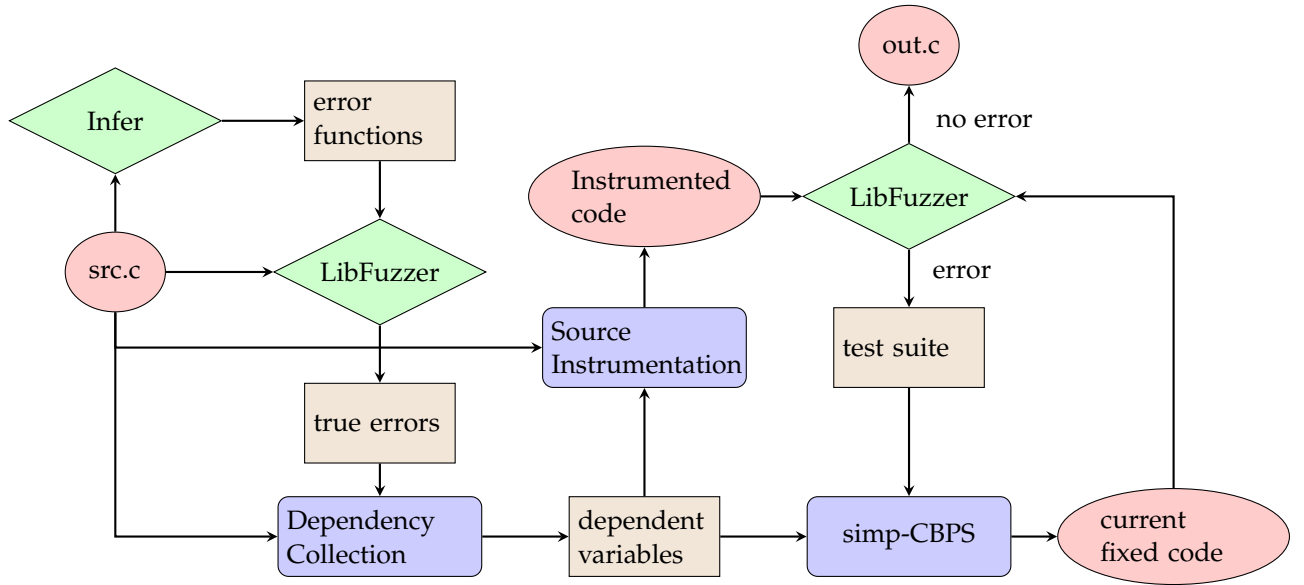 out.c
Infer
error
functions
no error
Instrumented
code
LibFuzzer
src.c
LibFuzzer
error
Source
Instrumentation
test suite
true errors
Dependency
Collection
dependent
variables
simp-CBPS
current
fixed code